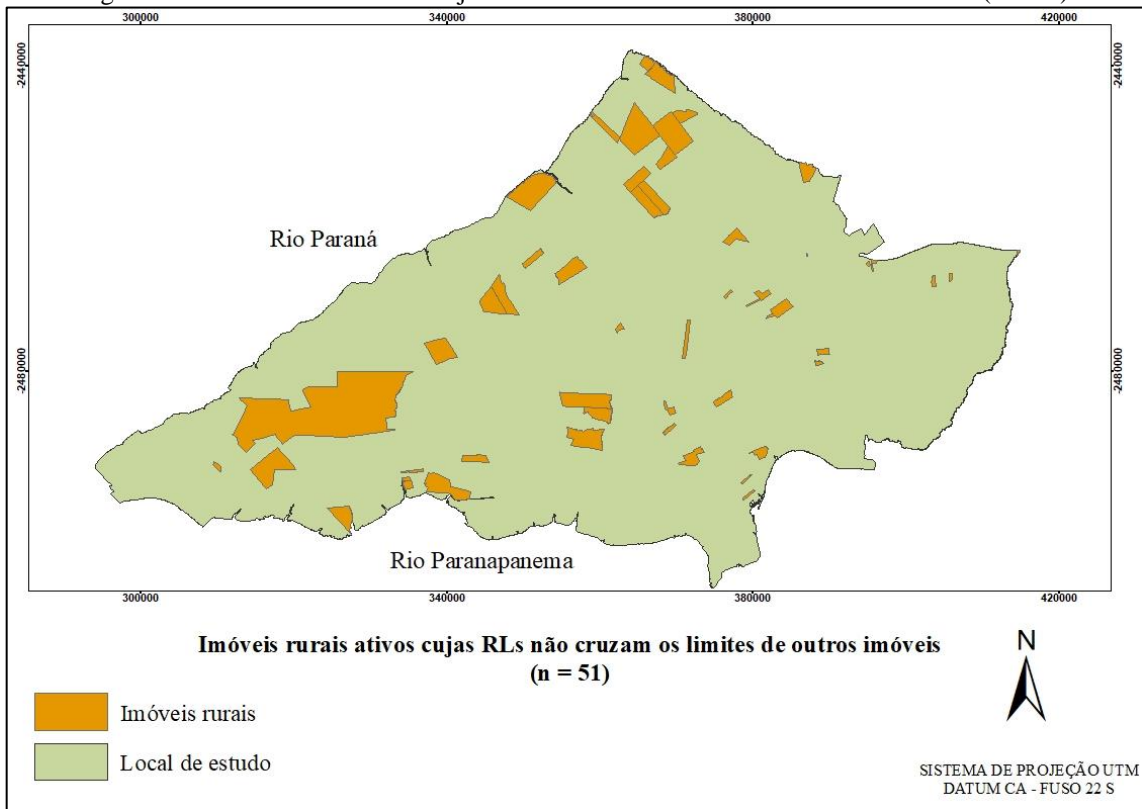 300000 340000 380000 420000
-2440000 -2440000
Rio Paraná
-2480000 -2480000
Rio Paranapanema
300000 340000 380000 420000
Imóveis rurais ativos cujas RLs não cruzam os limites de outros imóveis
(n = 51)
N
Imóveis rurais
Local de estudo
SISTEMA DE PROJEÇÃO UTM
DATUM CA - FUSO 22 S